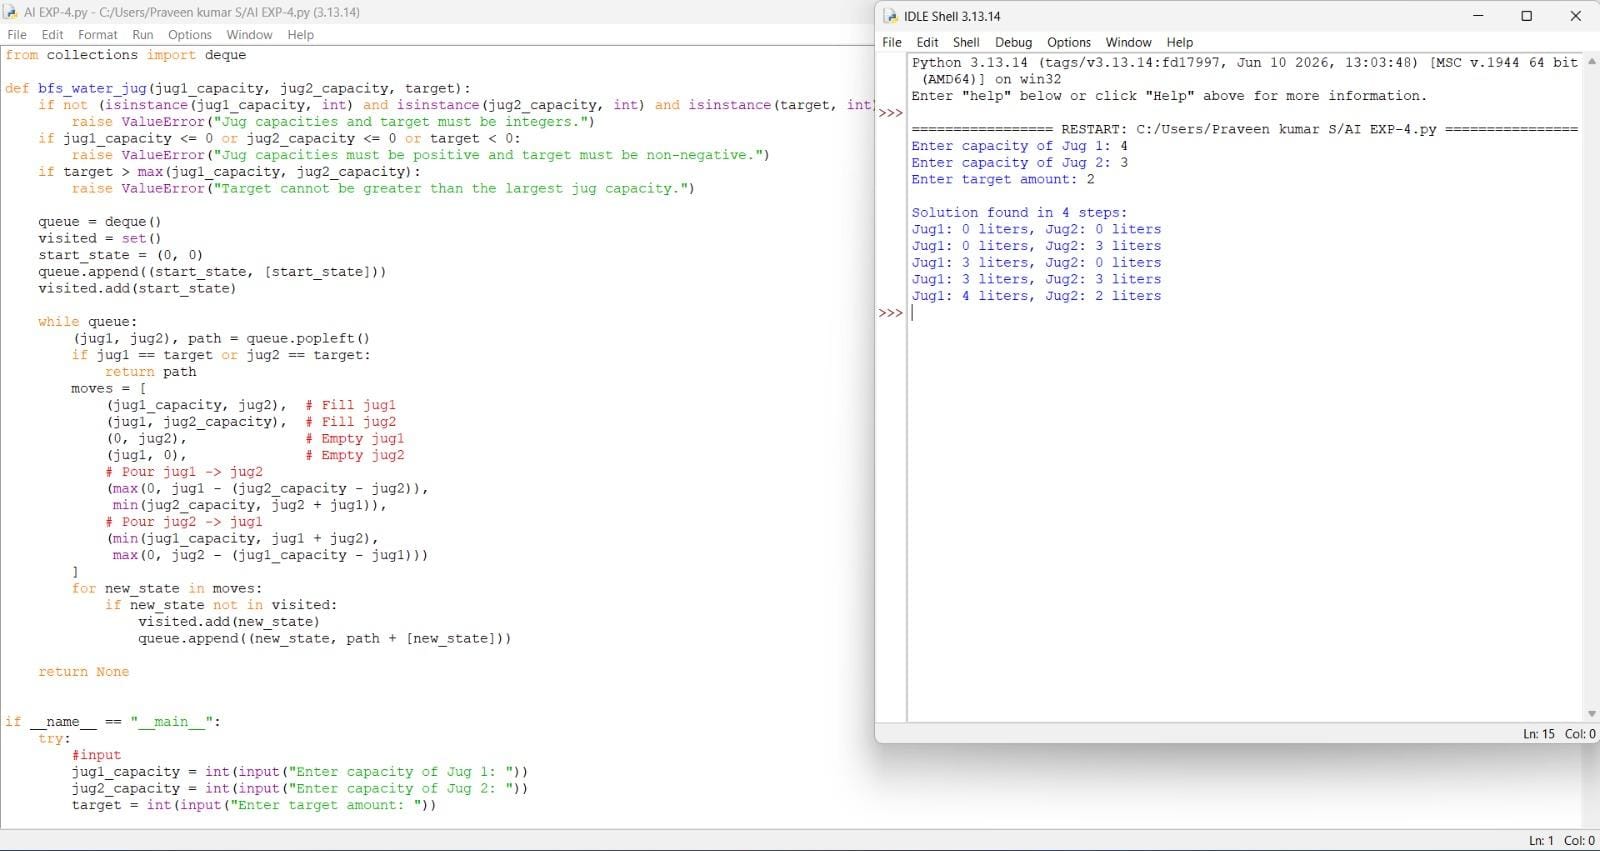 AI EXP-4.py - C:/Users/Praveen kumar S/AI EXP-4.py (3.13.14)
File Edit Format Run Options Window Help
from collections import deque

def bfs_water_jug(jug1_capacity, jug2_capacity, target):
    if not (isinstance(jug1_capacity, int) and isinstance(jug2_capacity, int) and isinstance(target, int)
        raise ValueError("Jug capacities and target must be integers.")
    if jug1_capacity <= 0 or jug2_capacity <= 0 or target < 0:
        raise ValueError("Jug capacities must be positive and target must be non-negative.")
    if target > max(jug1_capacity, jug2_capacity):
        raise ValueError("Target cannot be greater than the largest jug capacity.")

    queue = deque()
    visited = set()
    start_state = (0, 0)
    queue.append((start_state, [start_state]))
    visited.add(start_state)

    while queue:
        (jug1, jug2), path = queue.popleft()
        if jug1 == target or jug2 == target:
            return path
        moves = [
            (jug1_capacity, jug2),  # Fill jug1
            (jug1, jug2_capacity),  # Fill jug2
            (0, jug2),              # Empty jug1
            (jug1, 0),              # Empty jug2
            # Pour jug1 -> jug2
            (max(0, jug1 - (jug2_capacity - jug2)),
             min(jug2_capacity, jug2 + jug1)),
            # Pour jug2 -> jug1
            (min(jug1_capacity, jug1 + jug2),
             max(0, jug2 - (jug1_capacity - jug1)))
        ]
        for new_state in moves:
            if new_state not in visited:
                visited.add(new_state)
                queue.append((new_state, path + [new_state]))

    return None


if __name__ == "__main__":
    try:
        #input
        jug1_capacity = int(input("Enter capacity of Jug 1: "))
        jug2_capacity = int(input("Enter capacity of Jug 2: "))
        target = int(input("Enter target amount: "))
Ln: 1 Col: 0
IDLE Shell 3.13.14
File Edit Shell Debug Options Window Help
Python 3.13.14 (tags/v3.13.14:fd17997, Jun 10 2026, 13:03:48) [MSC v.1944 64 bit
 (AMD64)] on win32
Enter "help" below or click "Help" above for more information.
>>>
================= RESTART: C:/Users/Praveen kumar S/AI EXP-4.py ================
Enter capacity of Jug 1: 4
Enter capacity of Jug 2: 3
Enter target amount: 2

Solution found in 4 steps:
Jug1: 0 liters, Jug2: 0 liters
Jug1: 0 liters, Jug2: 3 liters
Jug1: 3 liters, Jug2: 0 liters
Jug1: 3 liters, Jug2: 3 liters
Jug1: 4 liters, Jug2: 2 liters
>>>
Ln: 15 Col: 0